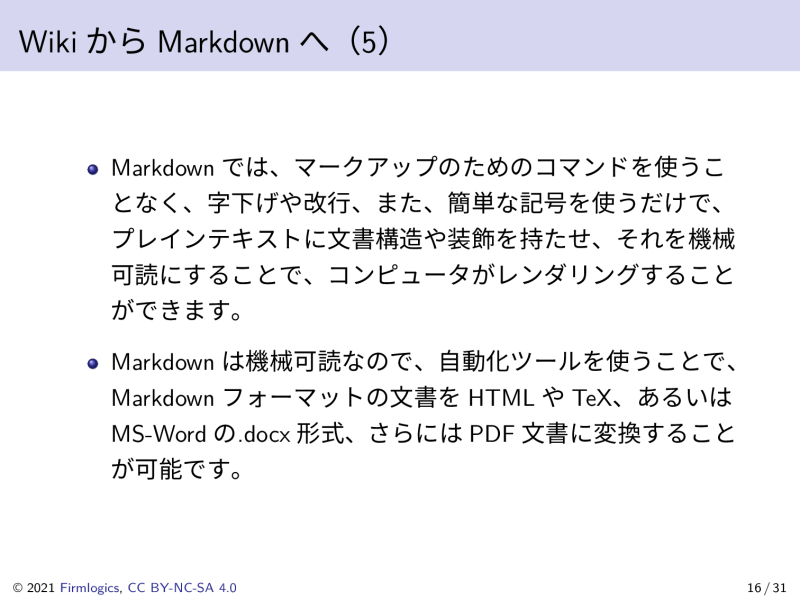 Wiki から Markdown へ（5）
Markdown では、マークアップのためのコマンドを使うこ
となく、字下げや改行、また、簡単な記号を使うだけで、
プレインテキストに文書構造や装飾を持たせ、それを機械
可読にすることで、コンピュータがレンダリングすること
ができます。
Markdown は機械可読なので、自動化ツールを使うことで、
Markdown フォーマットの文書を HTML や TeX、あるいは
MS-Word の.docx 形式、さらには PDF 文書に変換すること
が可能です。
© 2021 Firmlogics, CC BY-NC-SA 4.0
16 / 31